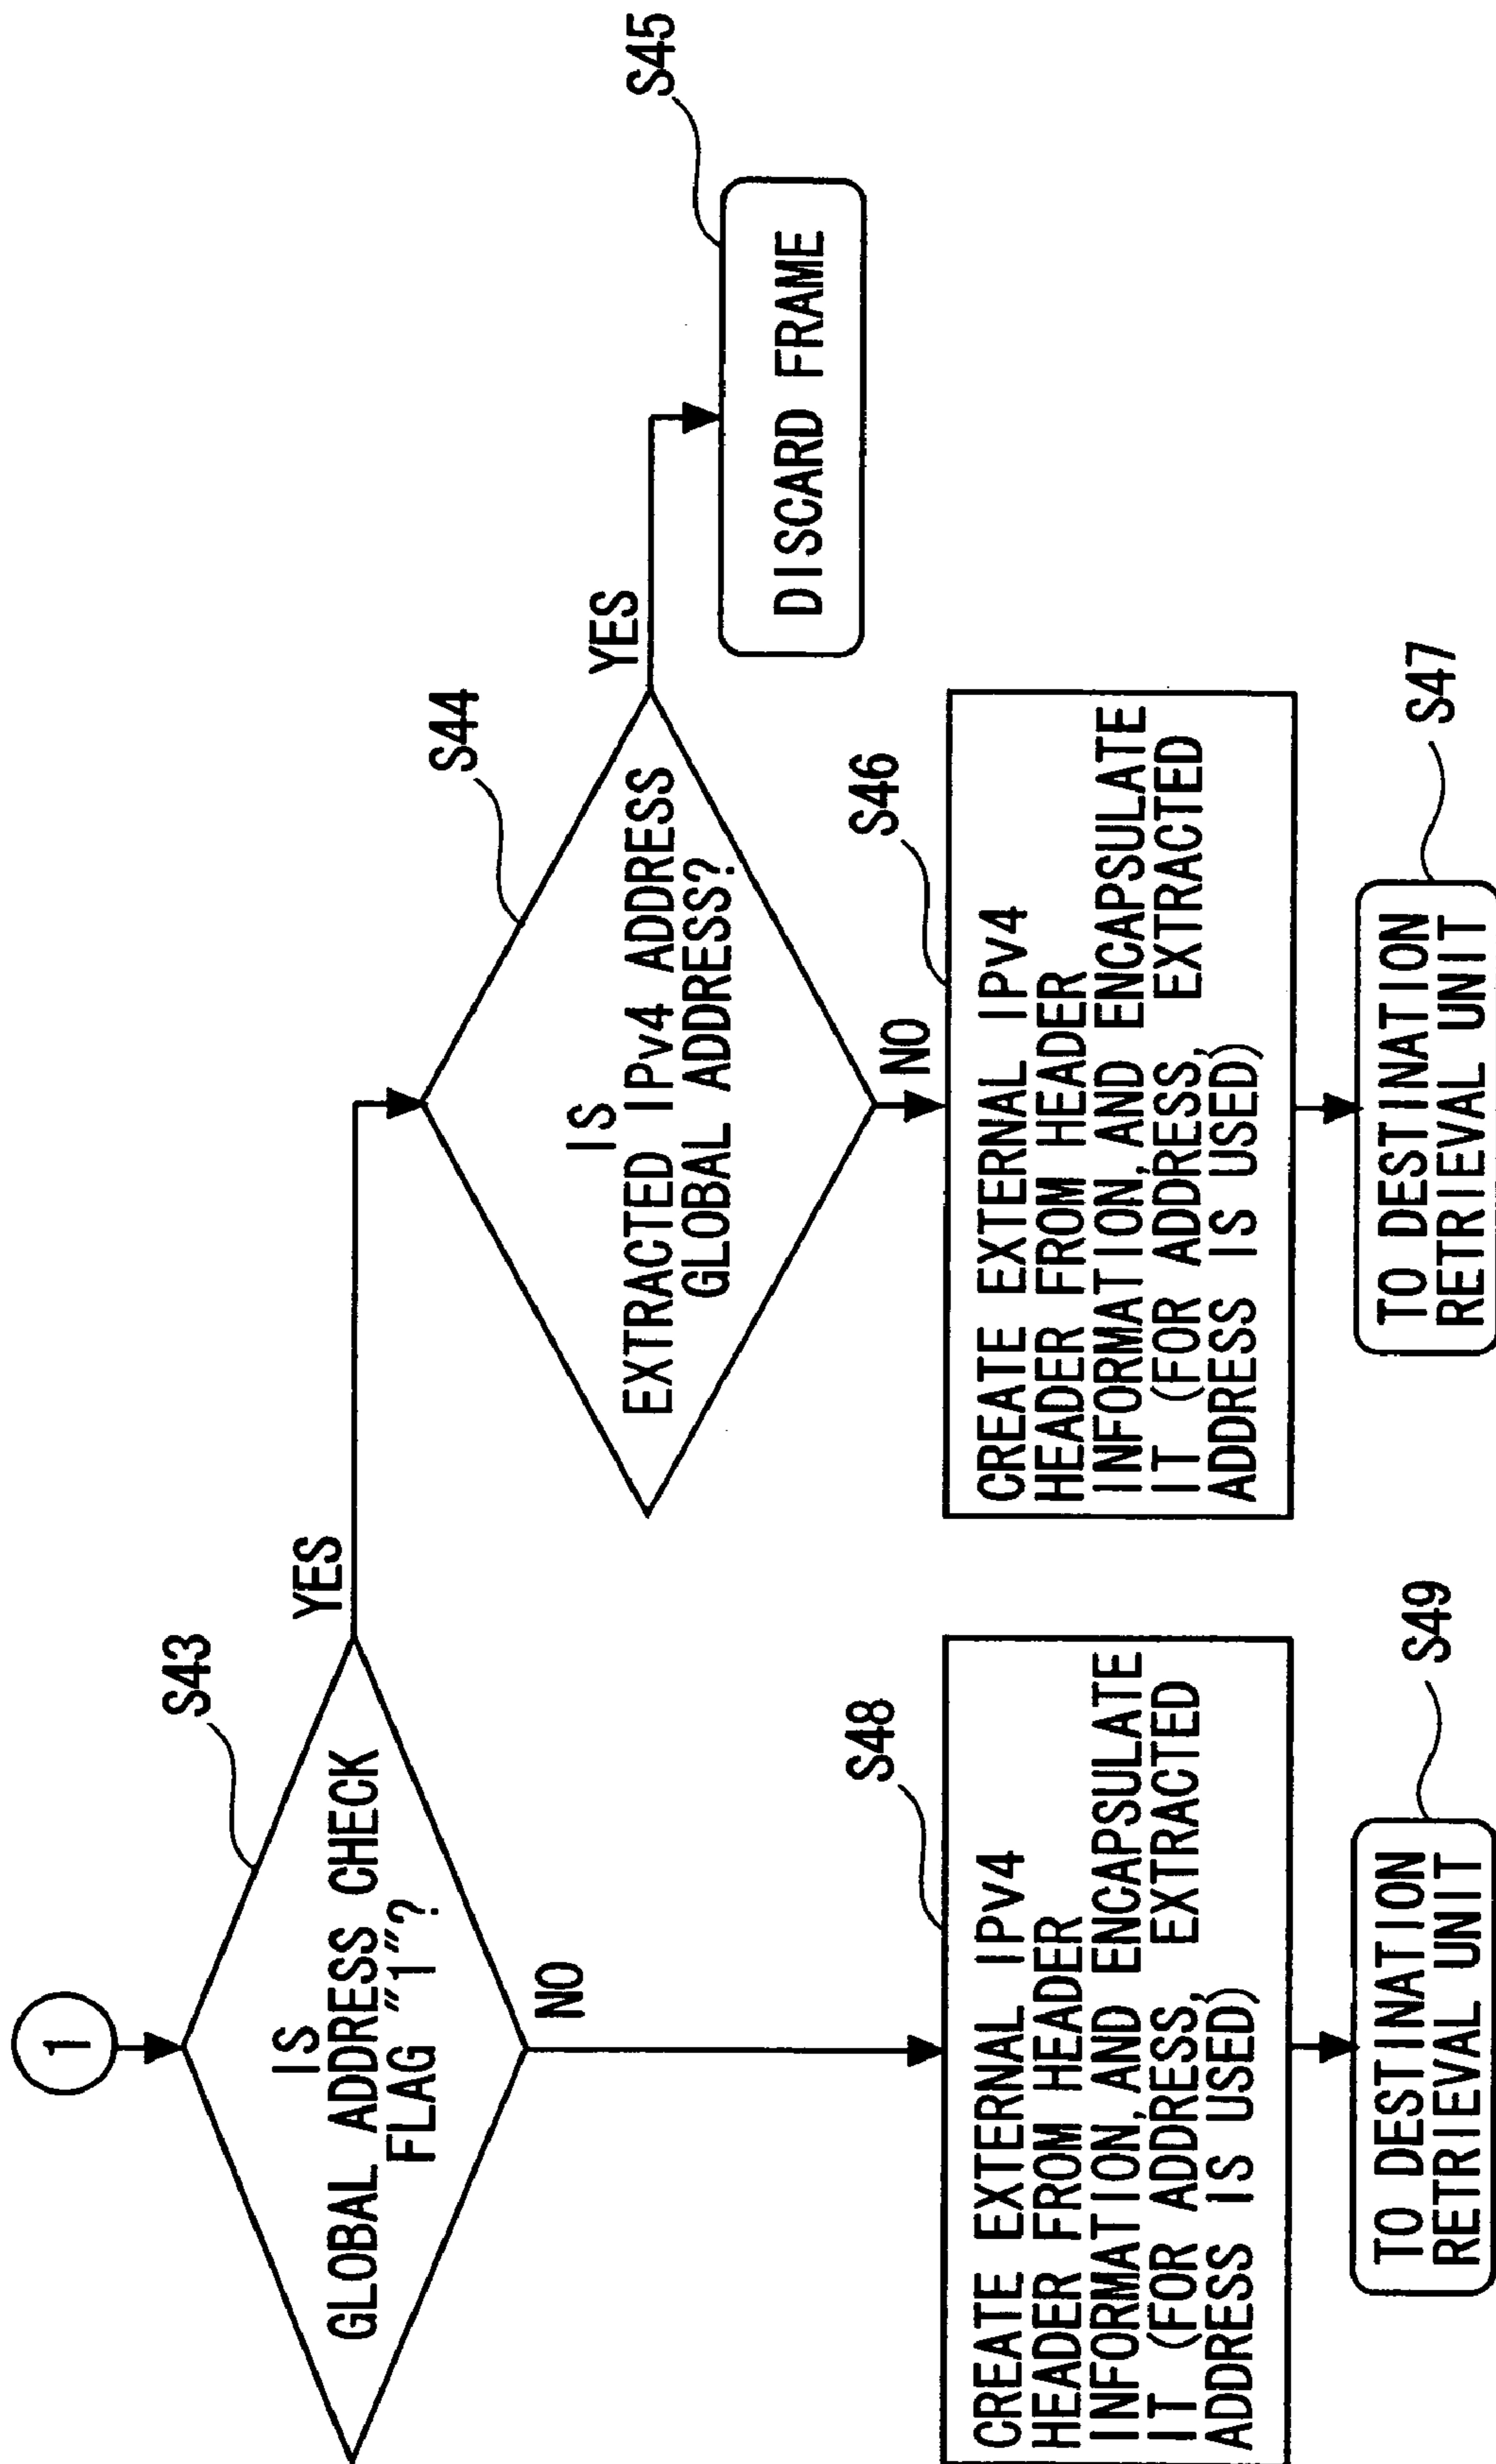 1
S43
IS
GLOBAL ADDRESS CHECK
FLAG ”1”?
YES
NO
S44
IS
EXTRACTED IPv4 ADDRESS
GLOBAL ADDRESS?
YES
NO
S45
DISCARD FRAME
S46
CREATE EXTERNAL IPv4
HEADER FROM HEADER
INFORMATION, AND ENCAPSULATE
IT (FOR ADDRESS, EXTRACTED
ADDRESS IS USED)
S47
TO DESTINATION
RETRIEVAL UNIT
S48
CREATE EXTERNAL IPv4
HEADER FROM HEADER
INFORMATION, AND ENCAPSULATE
IT (FOR ADDRESS, EXTRACTED
ADDRESS IS USED)
S49
TO DESTINATION
RETRIEVAL UNIT